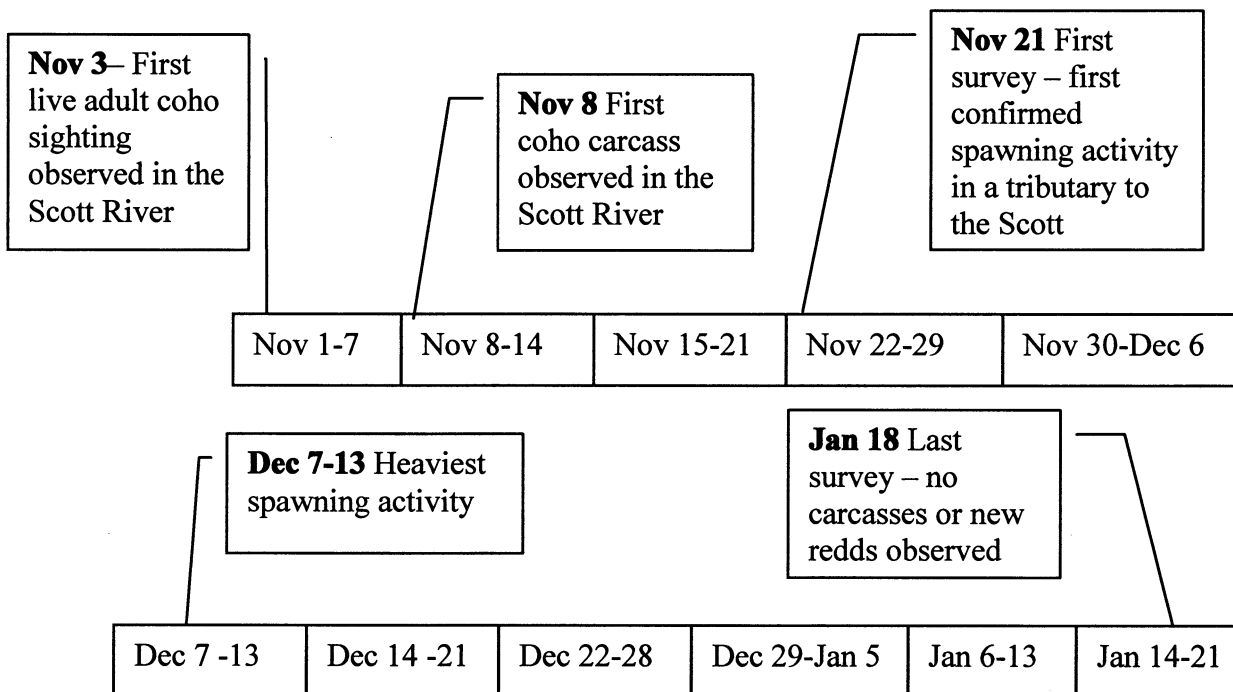 Nov 3– First
live adult coho
sighting
observed in the
Scott River
Nov 8 First
coho carcass
observed in the
Scott River
Nov 21 First
survey – first
confirmed
spawning activity
in a tributary to
the Scott
Nov 1-7
Nov 8-14
Nov 15-21
Nov 22-29
Nov 30-Dec 6
Dec 7-13 Heaviest
spawning activity
Jan 18 Last
survey – no
carcasses or new
redds observed
Dec 7 -13
Dec 14 -21
Dec 22-28
Dec 29-Jan 5
Jan 6-13
Jan 14-21